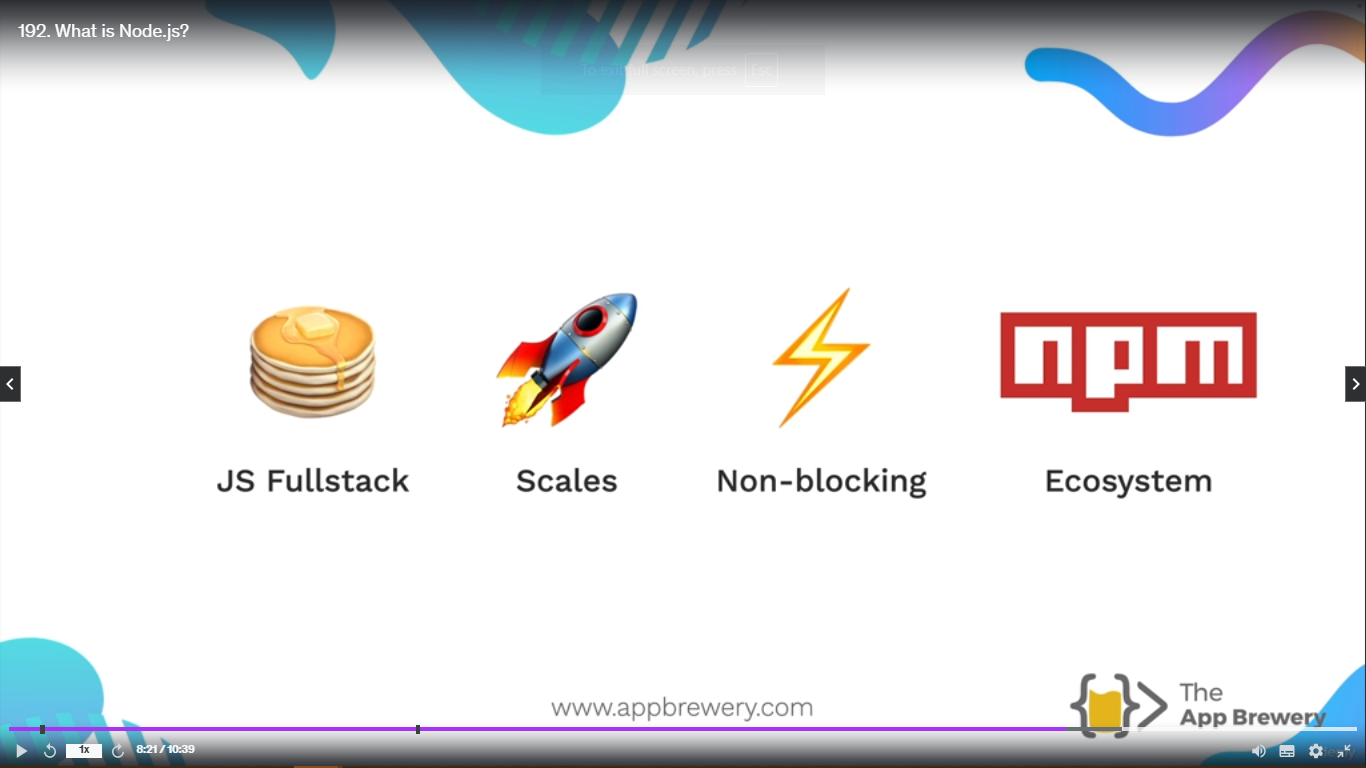 192. What is Node.js?
To exit full screen, press Esc
npm
JS Fullstack
Scales
Non-blocking
Ecosystem
www.appbrewery.com
The
App Brewery
1x
8:21 / 10:39